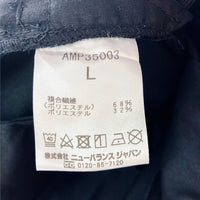 AMP35003
L
複合繊維
(ポリエステル) 68%
ポリエステル 32%
40
株式会社 ニューバランス ジャパン
0120-85-7120